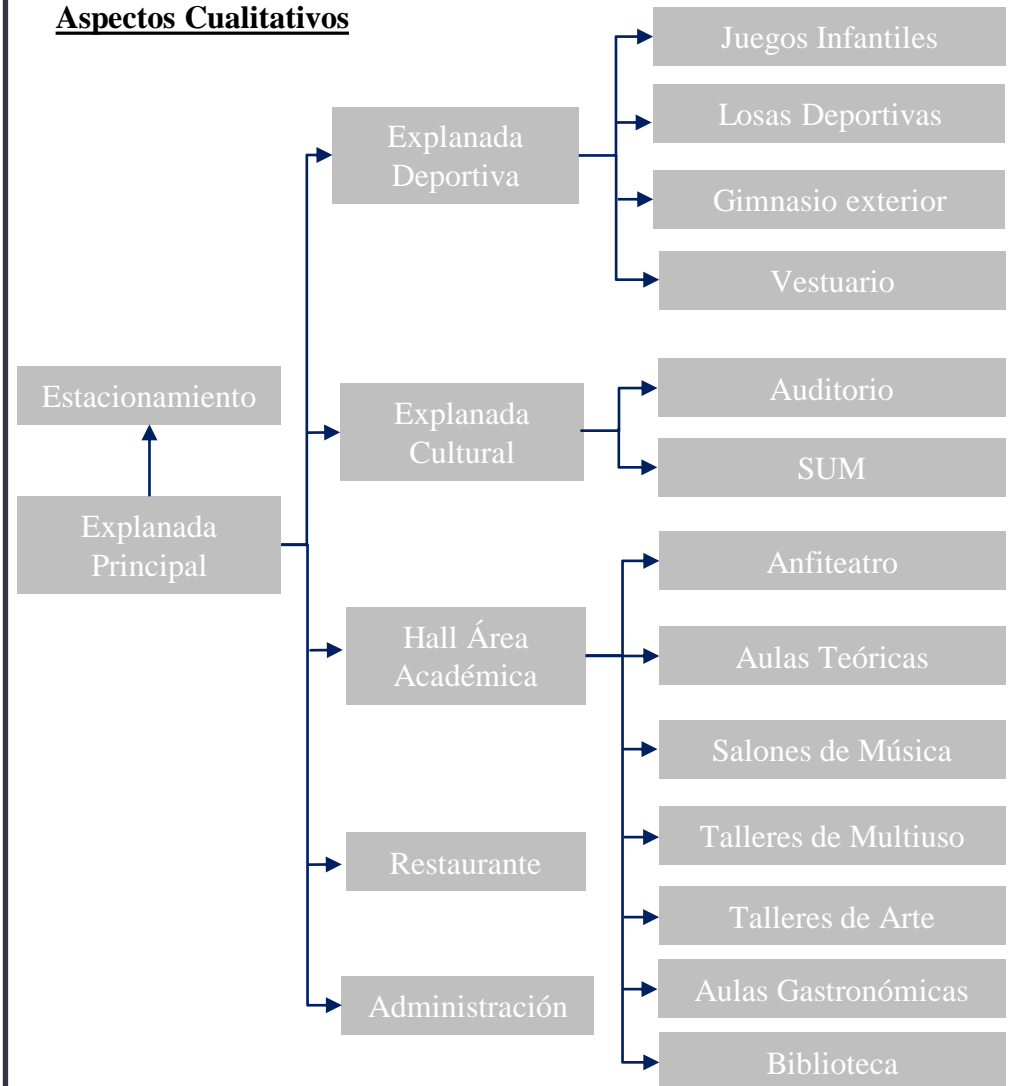 Aspectos Cualitativos
Juegos Infantiles
Losas Deportivas
Explanada
Deportiva
Gimnasio exterior
Vestuario
Estacionamiento
Explanada
Cultural
Auditorio
SUM
Explanada
Principal
Anfiteatro
Hall Área
Académica
Aulas Teóricas
Salones de Música
Talleres de Multiuso
Restaurante
Talleres de Arte
Aulas Gastronómicas
Administración
Biblioteca